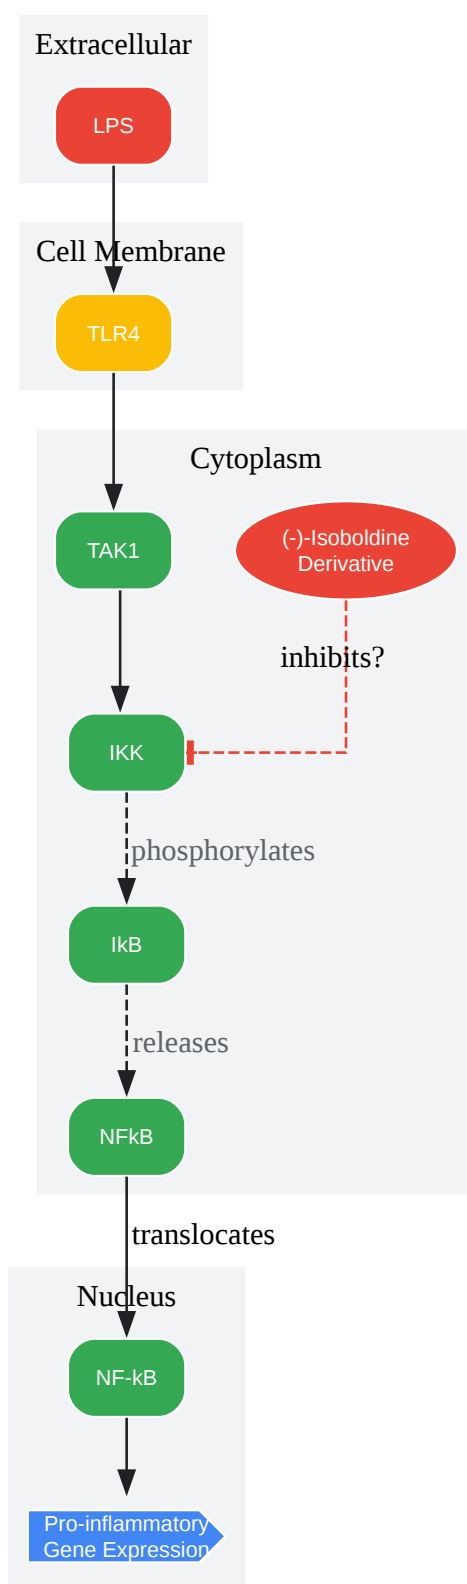 Extracellular
LPS
Cell Membrane
TLR4
Cytoplasm
TAK1
(-)-Isoboldine
Derivative
inhibits?
IKK
phosphorylates
IkB
releases
NFkB
translocates
Nucleus
NF-kB
Pro-inflammatory
Gene Expression